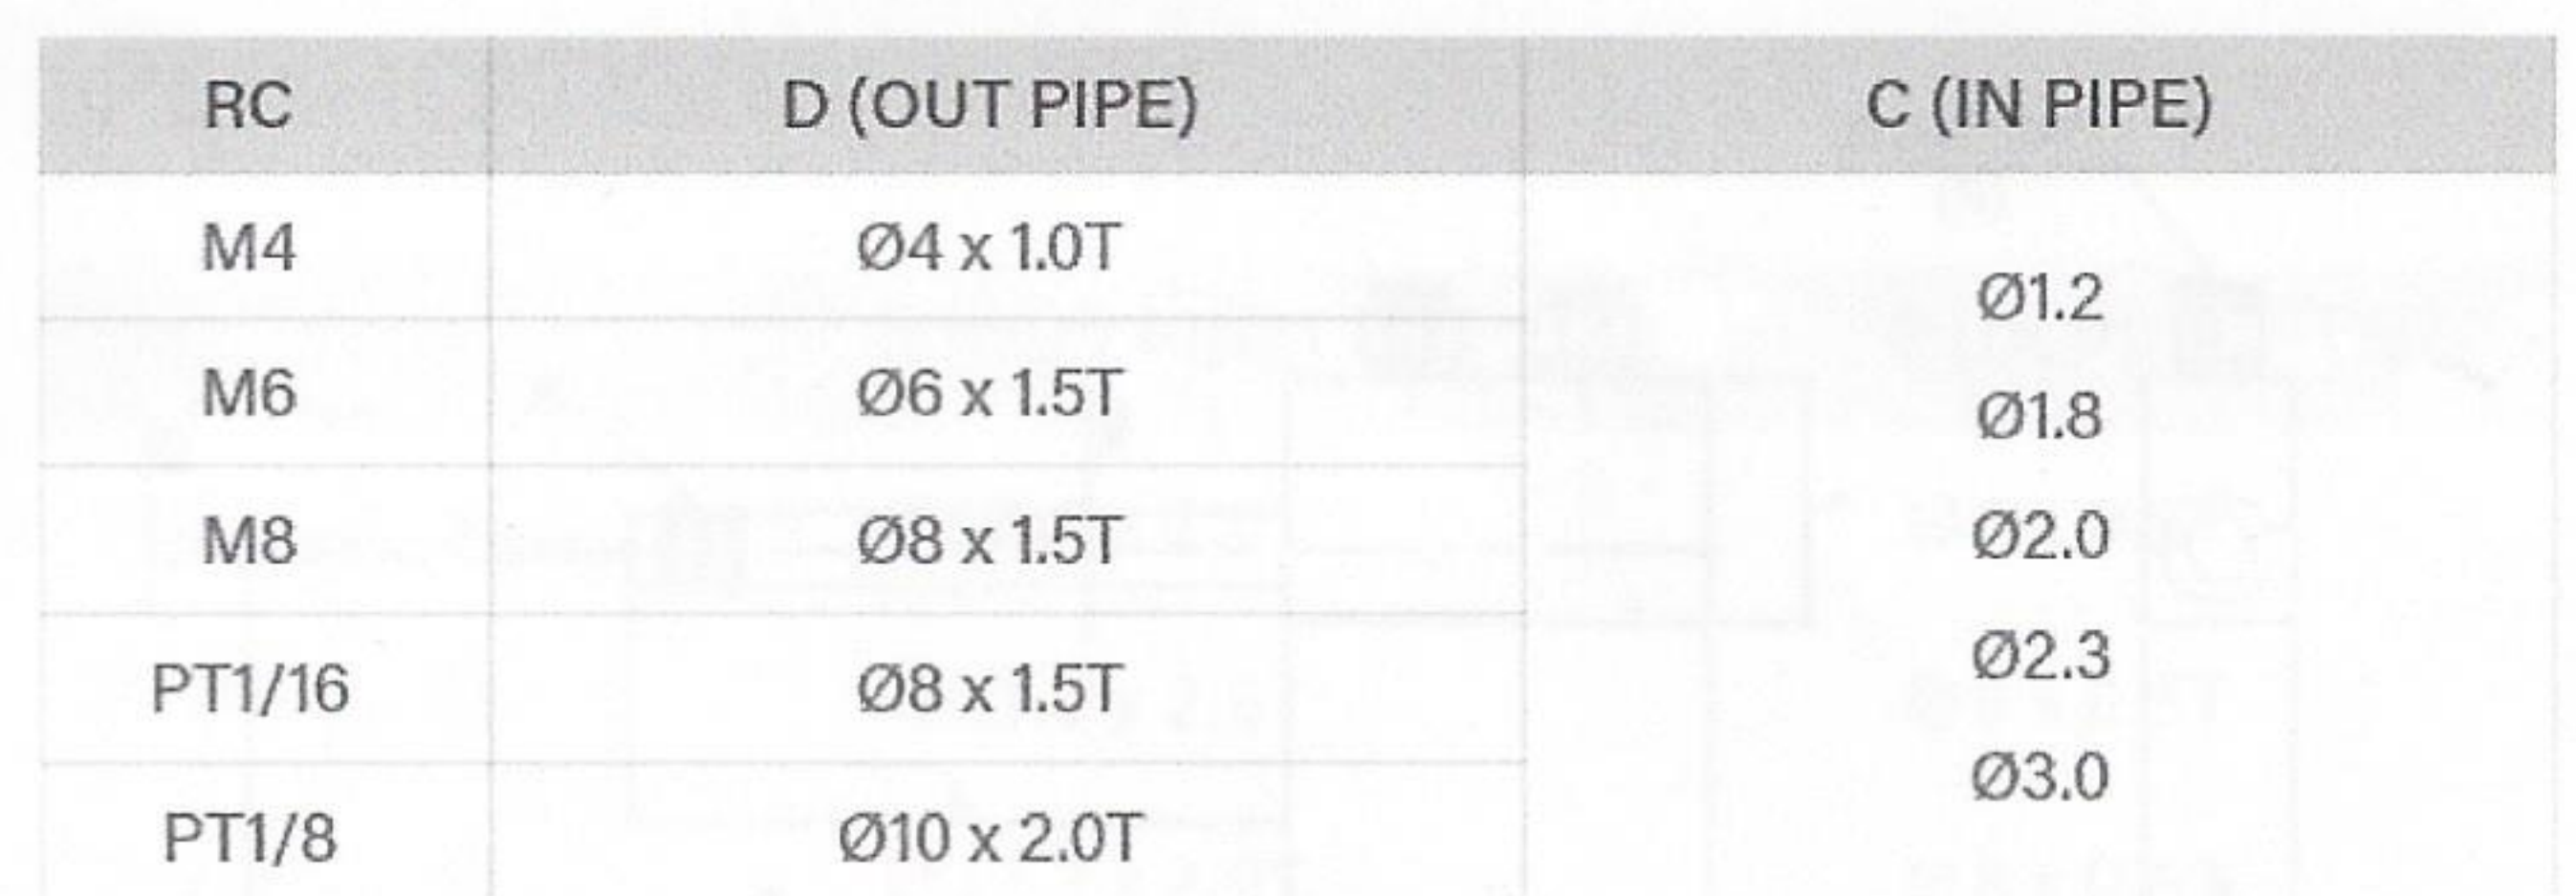 RC D (OUT PIPE) C (IN PIPE)
M4 Ø4 x 1.0T
Ø1.2
M6 Ø6 x 1.5T
Ø1.8
M8 Ø8 x 1.5T
Ø2.0
Ø2.3
PT1/16 Ø8 x 1.5T
Ø3.0
PT1/8 Ø10 x 2.0T